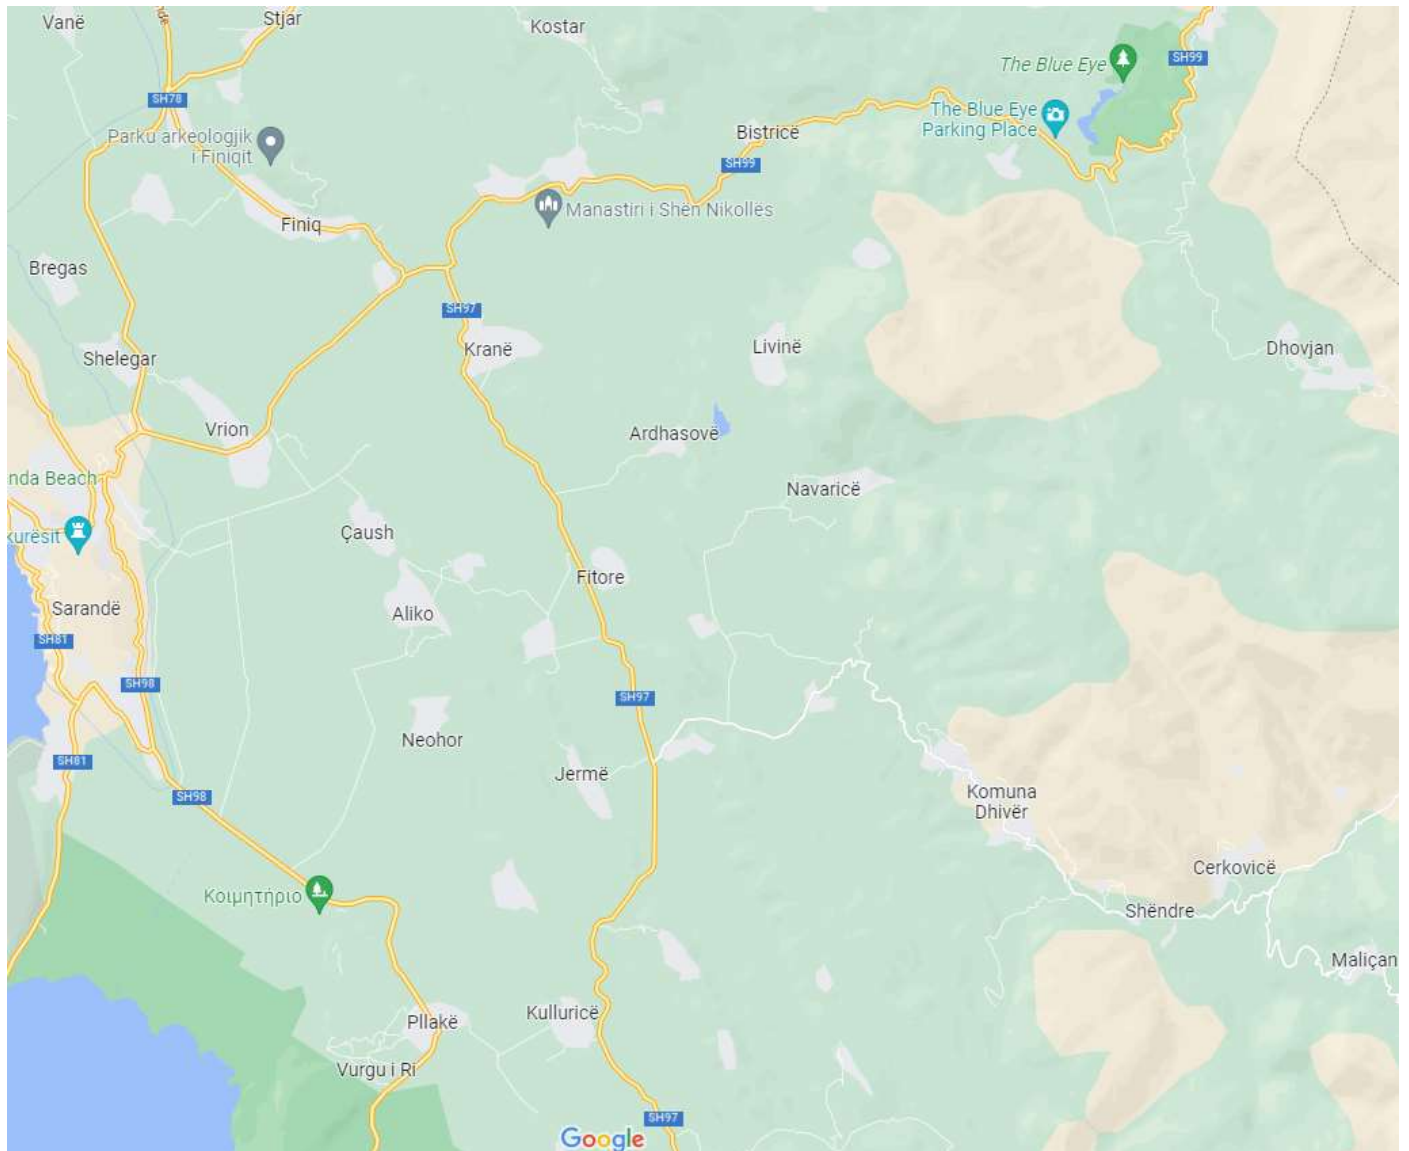 Vanë
Stjar
Kostar
SH78
The Blue Eye
SH99
Parku arkeologjik
i Finiqit
Bistricë
The Blue Eye
Parking Place
SH99
Finiq
Manastiri i Shën Nikollës
Bregas
SH97
Shelegar
Kranë
Livinë
Dhovjan
Vrion
Ardhasovë
nda Beach
Navaricë
kurësit
Çaush
Fitore
Sarandë
Aliko
SH81
SH98
SH97
Neohor
SH81
Jermë
SH98
Komuna
Dhivër
Cerkovicë
Κοιμητήριο
Shëndre
Maliçan
Pllakë
Kulluricë
Vurgu i Ri
SH97
Google